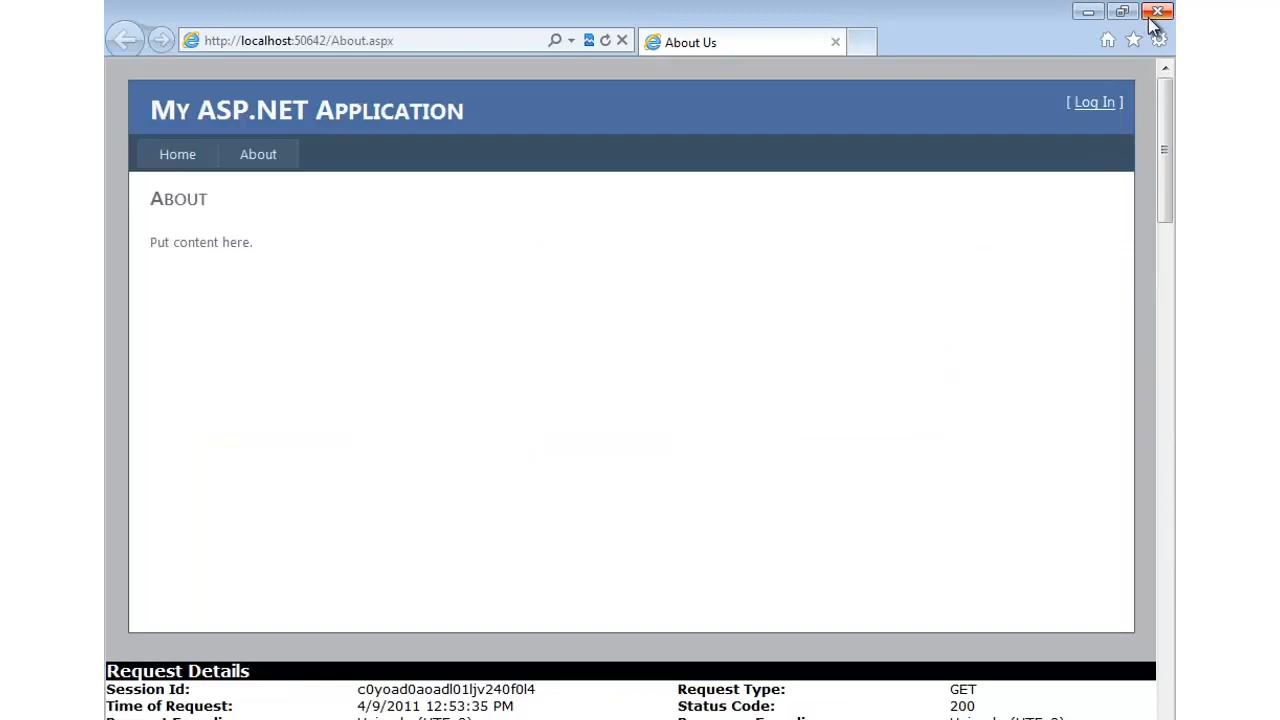 http://localhost:50642/About.aspx
About Us
My ASP.NET Application
[ Log In ]
Home
About
About
Put content here.
Request Details
Session Id: c0yoad0aoadl01ljv240f0l4 Request Type: GET
Time of Request: 4/9/2011 12:53:35 PM Status Code: 200